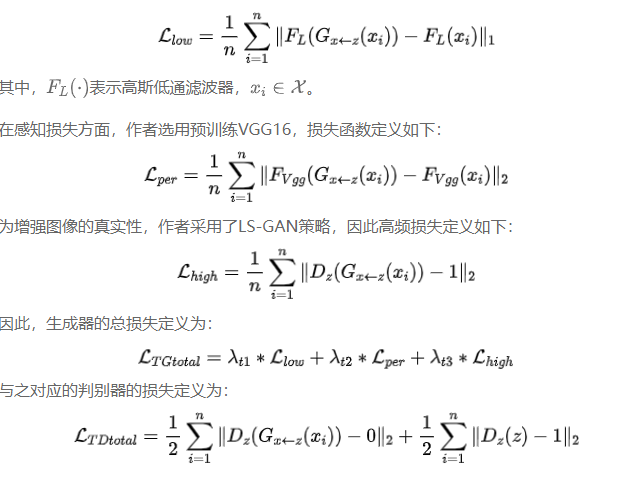 $\mathcal{L}_{low} = \frac{1}{n} \sum_{i=1}^{n} \|F_L(G_{x \leftarrow z}(x_i)) - F_L(x_i)\|_1$
其中，$F_L(\cdot)$表示高斯低通滤波器，$x_i \in \mathcal{X}$。
在感知损失方面，作者选用预训练VGG16，损失函数定义如下：
$\mathcal{L}_{per} = \frac{1}{n} \sum_{i=1}^{n} \|F_{Vgg}(G_{x \leftarrow z}(x_i)) - F_{Vgg}(x_i)\|_2$
为增强图像的真实性，作者采用了LS-GAN策略，因此高频损失定义如下：
$\mathcal{L}_{high} = \frac{1}{n} \sum_{i=1}^{n} \|D_z(G_{x \leftarrow z}(x_i)) - 1\|_2$
因此，生成器的总损失定义为：
$\mathcal{L}_{TGtotal} = \lambda_{t1} * \mathcal{L}_{low} + \lambda_{t2} * \mathcal{L}_{per} + \lambda_{t3} * \mathcal{L}_{high}$
与之对应的判别器的损失定义为：
$\mathcal{L}_{TDtotal} = \frac{1}{2} \sum_{i=1}^{n} \|D_z(G_{x \leftarrow z}(x_i)) - 0\|_2 + \frac{1}{2} \sum_{i=1}^{n} \|D_z(z) - 1\|_2$